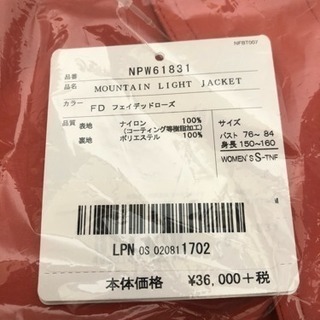 NFBT007
品番 NPW61831
品名 MOUNTAIN LIGHT JACKET
カラー FD フェイデッドローズ
品質 表地 ナイロン 100%
(コーティング等樹脂加工)
裏地 ポリエステル 100%
サイズ
バスト 76~ 84
身長 150~160
WOMEN'S S-TNF
LPN OS 020811702
本体価格 ¥36,000+税